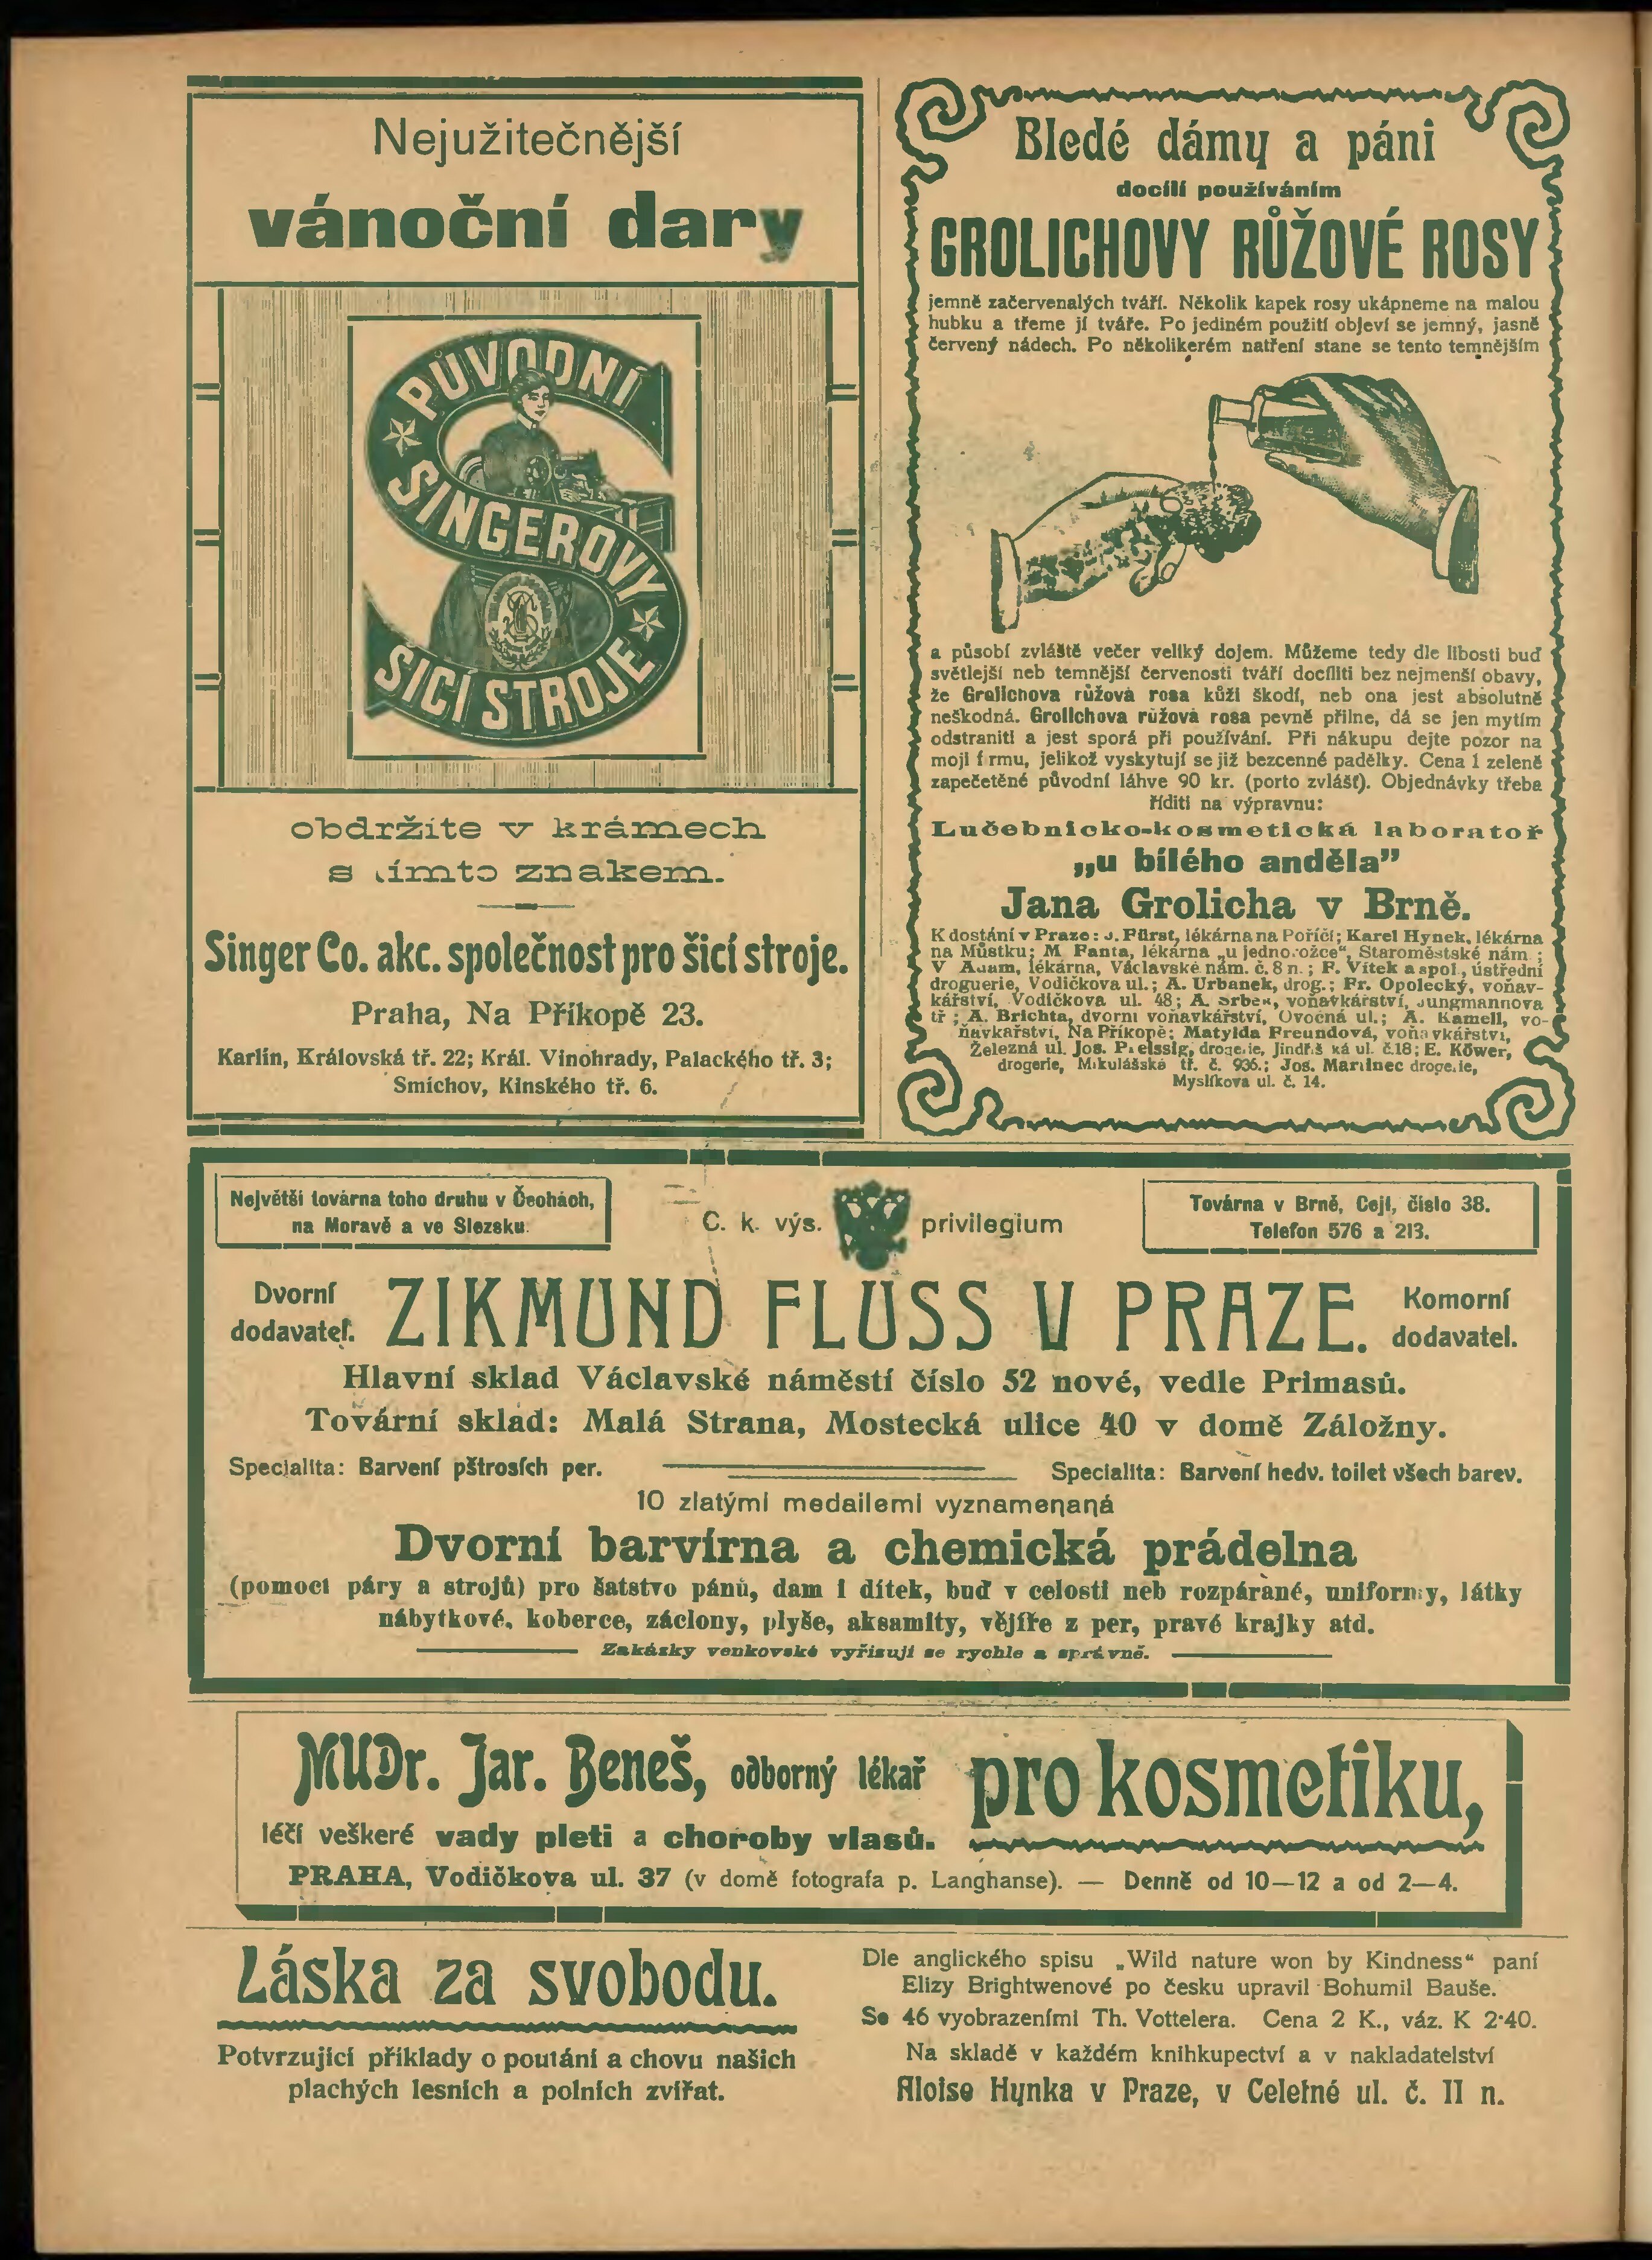 Nejužitečnější
vánoční dary
PŮVODNÍ
SINGEROVY
ŠICÍ STROJE
obdržíte v krámech
s tímto znakem.
Singer Co. akc. společnost pro šicí stroje.
Praha, Na Příkopě 23.
Karlín, Královská tř. 22; Král. Vinohrady, Palackého tř. 3;
Smíchov, Kinského tř. 6.
Bledé dámy a páni
docílí používáním
GROLICHOVY RŮŽOVÉ ROSY
jemně začervenalých tváří. Několik kapek rosy ukápneme na malou
hubku a třeme jí tváře. Po jediném použití objeví se jemný, jasně
červený nádech. Po několikerém natření stane se tento temnějším
a působí zvláště večer veliký dojem. Můžeme tedy dle libosti buď
světlejší neb temnější červenosti tváří docíliti bez nejmenší obavy,
že Grolichova růžová rosa kůži škodí, neb ona jest absolutně
neškodná. Grolichova růžová rosa pevně přilne, dá se jen mytím
odstraniti a jest sporá při používání. Při nákupu dejte pozor na
moji firmu, jelikož vyskytují se již bezcenné padělky. Cena 1 zeleně
zapečetěné původní láhve 90 kr. (porto zvlášť). Objednávky třeba
říditi na výpravnu:
Lučebnicko-kosmetická laboratoř
„u bílého anděla”
Jana Grolicha v Brně.
K dostání v Praze: J. Fürst, lékárna na Poříčí; Karel Hynek, lékárna
na Můstku; M. Fanta, lékárna „u jednorožce“, Staroměstské nám.;
V. Adam, lékárna, Václavské nám. č. 8 n.; F. Vítek a spol., ústřední
droguerie, Vodičkova ul.; A. Urbanek, drog.; Fr. Opolecký, voňav-
kářství, Vodičkova ul. 48; A. voňavkářství, Jungmannova
tř.; A. Brichta, dvorní voňavkářství, Ovocná ul.; A. Kamell, vo-
ňavkařství, Na Příkopě; Matylda Freundová, voňavkářství,
Železná ul. Jos. drogerie, Jindřišská ul. č. 18; E. Köwer,
drogerie, Mikulášská tř. č. 936.; Jos. Martinec drogerie,
Myslíkova ul. č. 14.
Největší továrna toho druhu v Čechách,
na Moravě a ve Slezsku.
C. k. výs. privilegium
Továrna v Brně, Cejl, číslo 38.
Telefon 576 a 213.
Dvorní
dodavatel.
ZIKMUND FLUSS V PRAZE.
Komorní
dodavatel.
Hlavní sklad Václavské náměstí číslo 52 nové, vedle Primasů.
Tovární sklad: Malá Strana, Mostecká ulice 40 v domě Záložny.
Specialita: Barvení pštrosích per. Specialita: Barvení hedv. toilet všech barev.
10 zlatými medailemi vyznamenaná
Dvorní barvírna a chemická prádelna
(pomocí páry a strojů) pro šatstvo pánů, dam i dítek, buď v celosti neb rozpárané, uniformy, látky
nábytkové, koberce, záclony, plyše, aksamity, vějíře z per, pravé krajky atd.
Zakázky venkovské vyřizují se rychle a správně.
MUDr. Jar. Beneš, odborný lékař pro kosmetiku,
léčí veškeré vady pleti a choroby vlasů.
PRAHA, Vodičkova ul. 37 (v domě fotografa p. Langhanse). — Denně od 10—12 a od 2—4.
Láska za svobodu.
Potvrzující příklady o poutání a chovu našich
plachých lesních a polních zvířat.
Dle anglického spisu „Wild nature won by Kindness“ paní
Elizy Brightwenové po česku upravil Bohumil Bauše.
Se 46 vyobrazeními Th. Vottelera. Cena 2 K., váz. K 2·40.
Na skladě v každém knihkupectví a v nakladatelství
Aloise Hynka v Praze, v Celetné ul. č. 11 n.